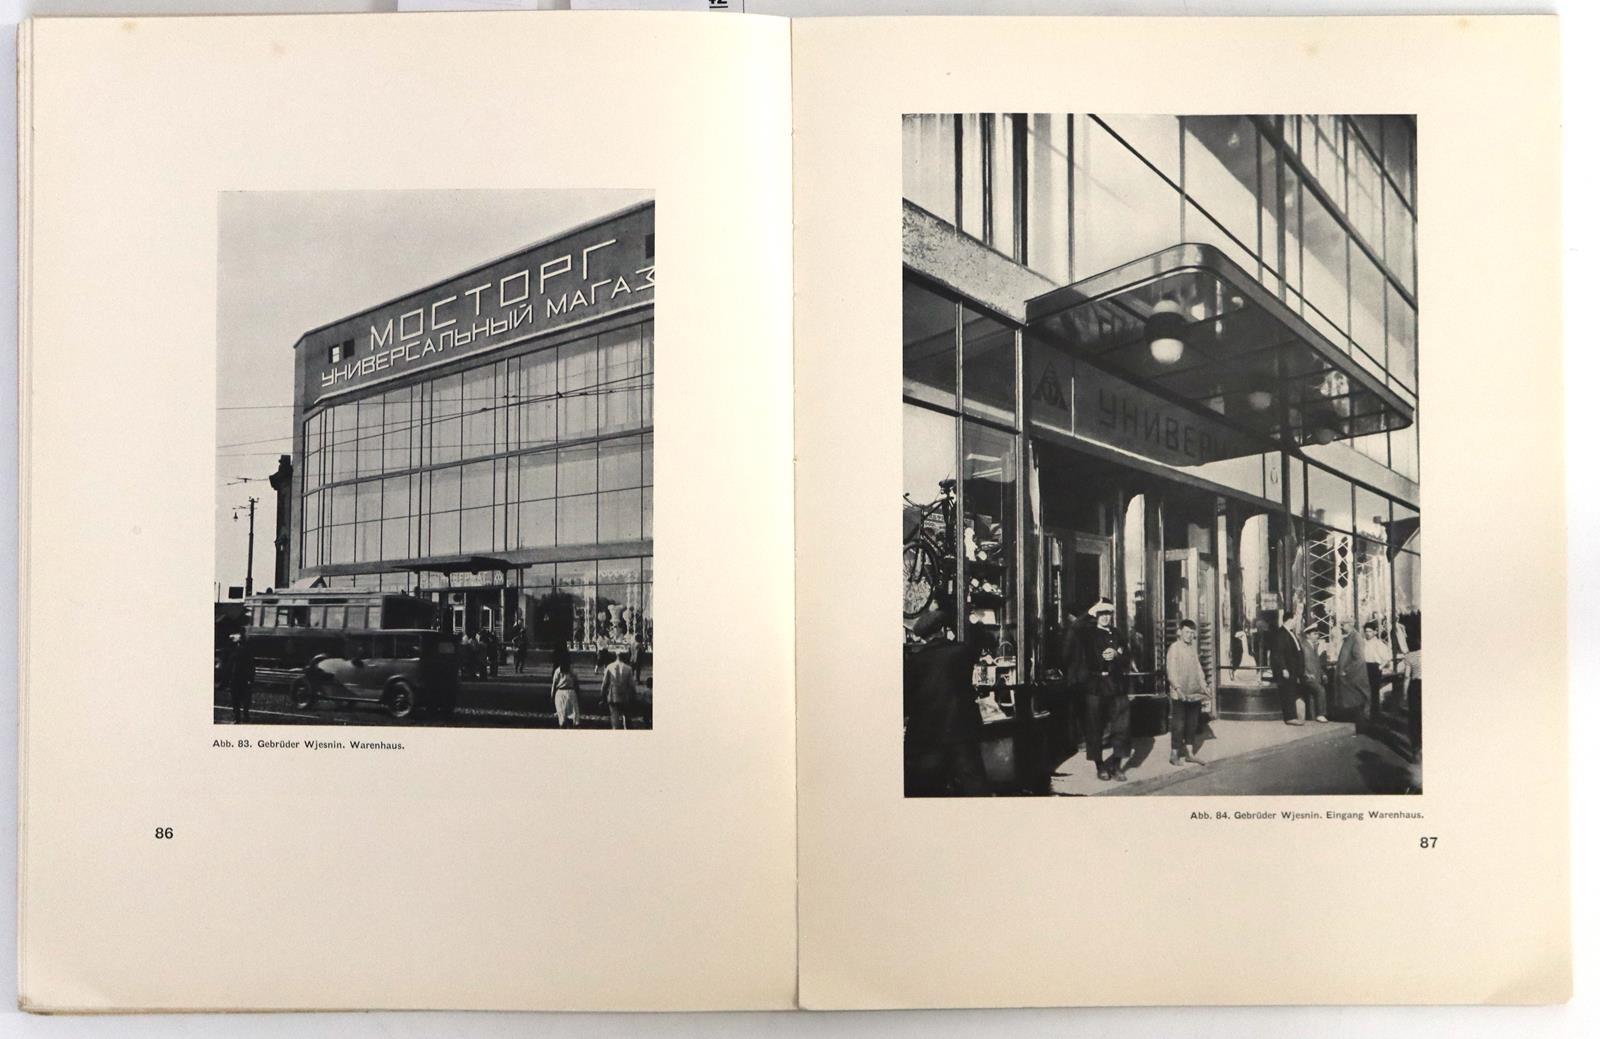 МОСТОРГ
УНИВЕРСАЛЬНЫЙ МАГАЗ
Abb. 83. Gebrüder Wjesnin. Warenhaus.
86
УНИВЕР
Abb. 84. Gebrüder Wjesnin. Eingang Warenhaus.
87